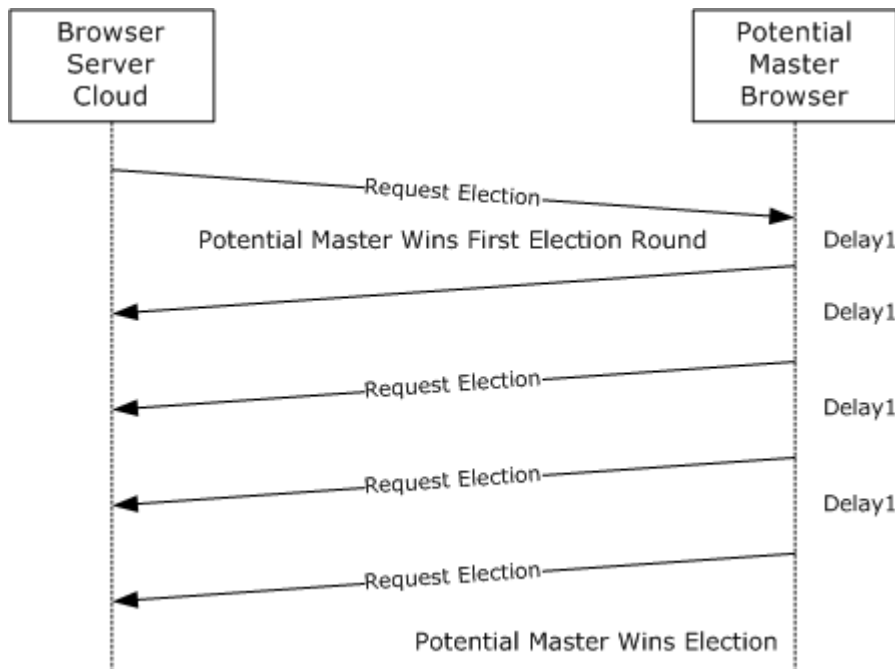 Browser
Server
Cloud
Potential
Master
Browser
Request Election
Potential Master Wins First Election Round
Delay1
Delay1
Request Election
Delay1
Request Election
Delay1
Request Election
Potential Master Wins Election